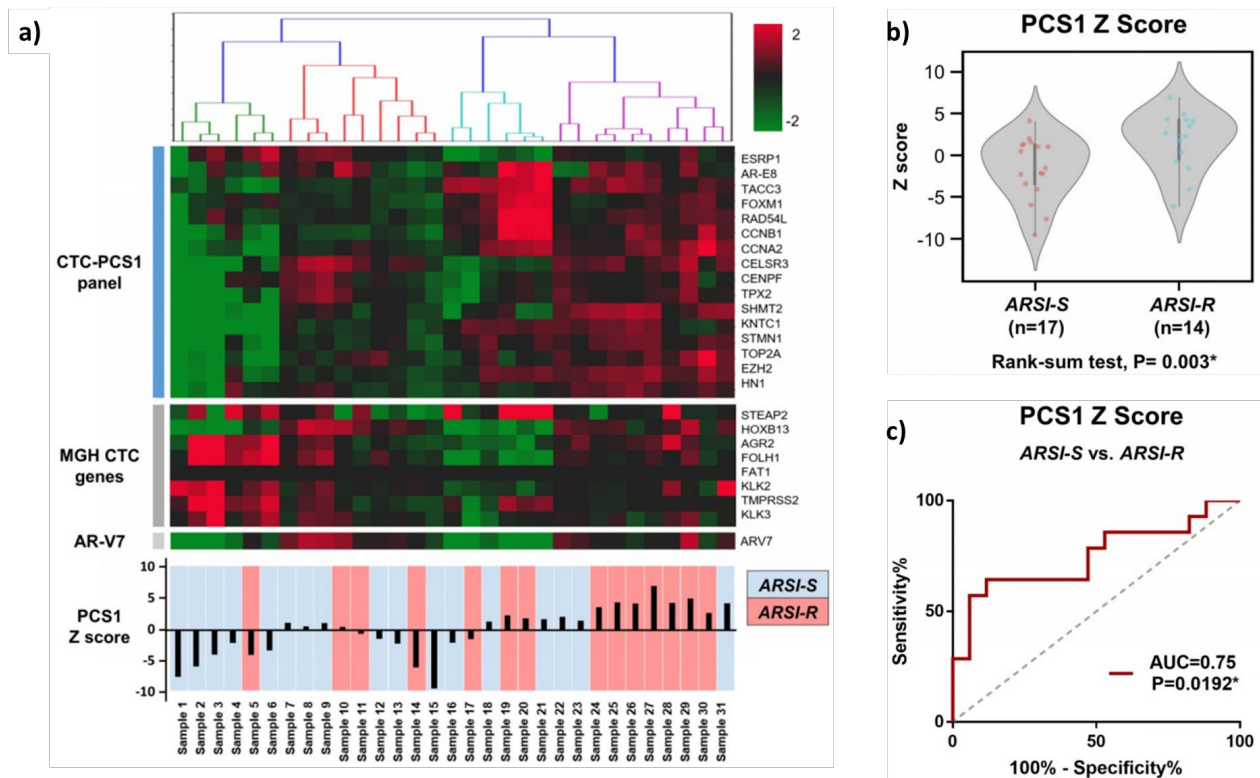 a)
2
-2
CTC-PCS1
panel
ESRP1
AR-E8
TACC3
FOXM1
RAD54L
CCNB1
CCNA2
CELSR3
CENPF
TPX2
SHMT2
KNTC1
STMN1
TOP2A
EZH2
HN1
MGH CTC
genes
STEAP2
HOXB13
AGR2
FOLH1
FAT1
KLK2
TMPRSS2
KLK3
AR-V7
ARV7
PCS1
Z score
10
5
0
-5
-10
ARSI-S
ARSI-R
Sample 1
Sample 2
Sample 3
Sample 4
Sample 5
Sample 6
Sample 7
Sample 8
Sample 9
Sample 10
Sample 11
Sample 12
Sample 13
Sample 14
Sample 15
Sample 16
Sample 17
Sample 18
Sample 19
Sample 20
Sample 21
Sample 22
Sample 23
Sample 24
Sample 25
Sample 26
Sample 27
Sample 28
Sample 29
Sample 30
Sample 31
b)
PCS1 Z Score
Z score
10
5
0
-5
-10
ARSI-S
(n=17)
ARSI-R
(n=14)
Rank-sum test, P= 0.003*
c)
PCS1 Z Score
ARSI-S vs. ARSI-R
Sensitivity%
100
50
0
AUC=0.75
P=0.0192*
0
50
100
100% - Specificity%